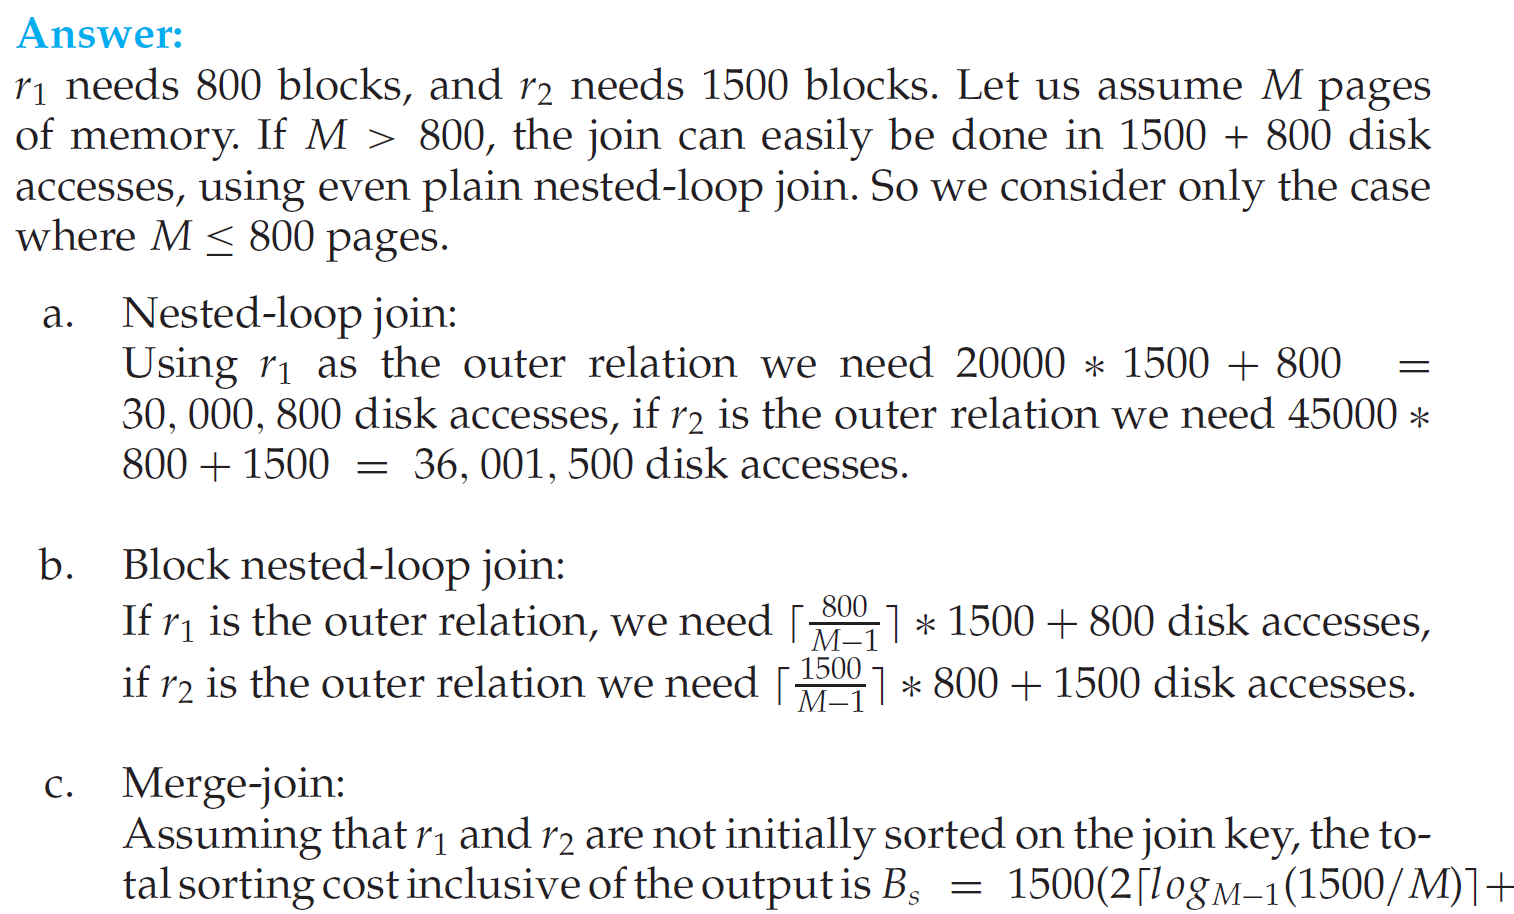 Answer:
r₁ needs 800 blocks, and r₂ needs 1500 blocks. Let us assume M pages
of memory. If M > 800, the join can easily be done in 1500 + 800 disk
accesses, using even plain nested-loop join. So we consider only the case
where M ≤ 800 pages.
a. Nested-loop join:
Using r₁ as the outer relation we need 20000 ∗ 1500 + 800 =
30, 000, 800 disk accesses, if r₂ is the outer relation we need 45000 ∗
800 + 1500 = 36, 001, 500 disk accesses.
b. Block nested-loop join:
If r₁ is the outer relation, we need ⌈800/(M−1)⌉ ∗ 1500 + 800 disk accesses,
if r₂ is the outer relation we need ⌈1500/(M−1)⌉ ∗ 800 + 1500 disk accesses.
c. Merge-join:
Assuming that r₁ and r₂ are not initially sorted on the join key, the to-
tal sorting cost inclusive of the output is Bₛ = 1500(2⌈log_{M−1}(1500/M)⌉ +